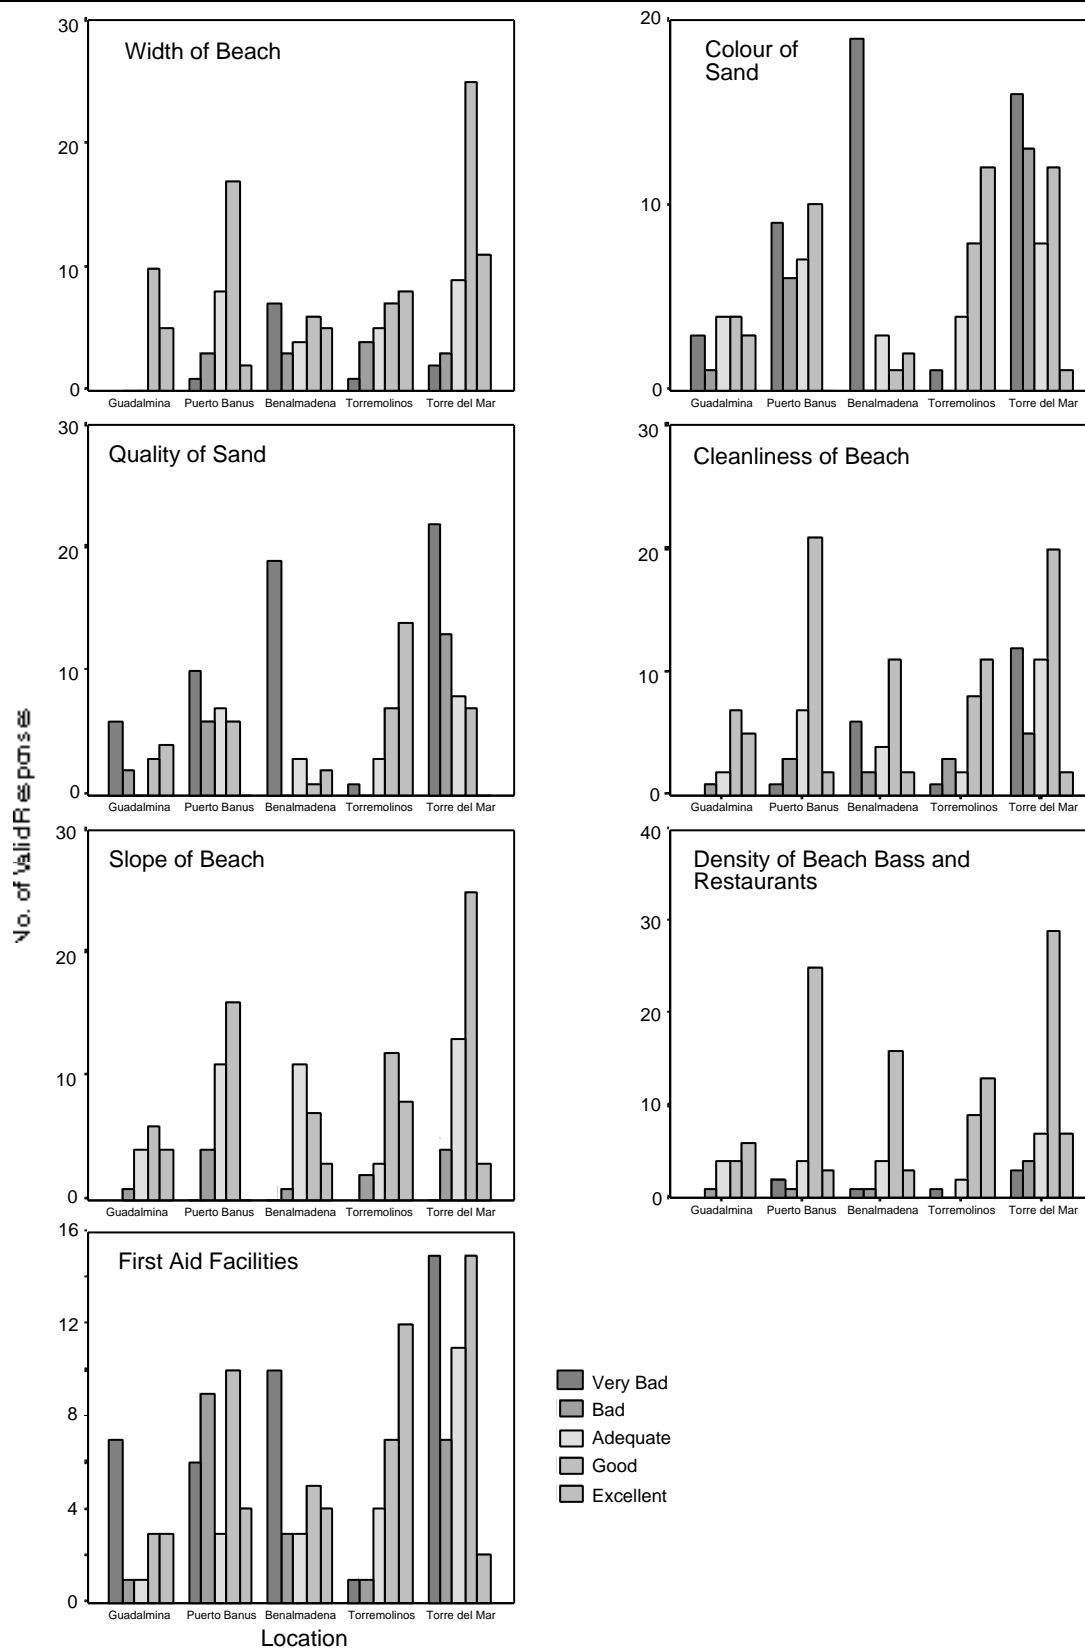 30
Width of Beach
20
10
0
Guadalmina Puerto Banus Benalmadena Torremolinos Torre del Mar
20
Colour of
Sand
10
0
Guadalmina Puerto Banus Benalmadena Torremolinos Torre del Mar
30
Quality of Sand
20
10
0
Guadalmina Puerto Banus Benalmadena Torremolinos Torre del Mar
30
Cleanliness of Beach
20
10
0
Guadalmina Puerto Banus Benalmadena Torremolinos Torre del Mar
No. of Valid Responses
30
Slope of Beach
20
10
0
Guadalmina Puerto Banus Benalmadena Torremolinos Torre del Mar
40
Density of Beach Bass and
Restaurants
30
20
10
0
Guadalmina Puerto Banus Benalmadena Torremolinos Torre del Mar
16
First Aid Facilities
12
8
4
0
Guadalmina Puerto Banus Benalmadena Torremolinos Torre del Mar
Location
Very Bad
Bad
Adequate
Good
Excellent